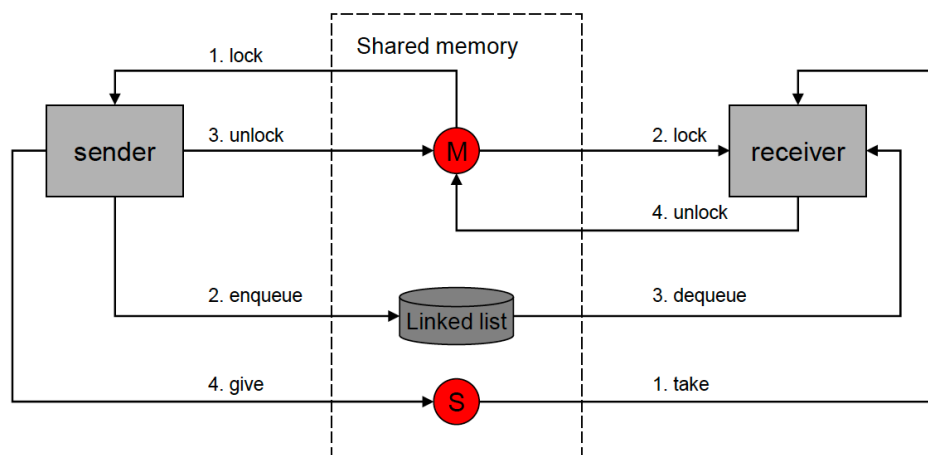 Shared memory
1. lock
sender
3. unlock
M
2. lock
receiver
4. unlock
2. enqueue
Linked list
3. dequeue
4. give
S
1. take